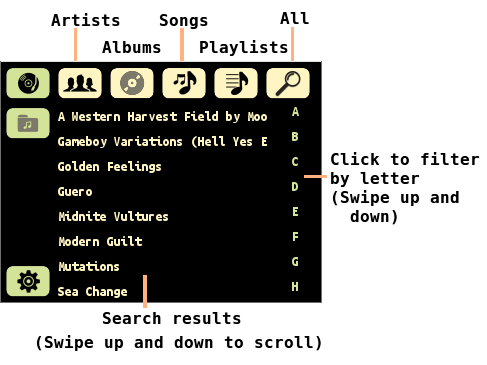 Artists Songs All
Albums Playlists
A Western Harvest Field by Moo A
Gameboy Variations (Hell Yes E B
Golden Feelings C
Guero D
Midnite Vultures E
Modern Guilt F
Mutations G
Sea Change H
Click to filter
by letter
(Swipe up and
down)
Search results
(Swipe up and down to scroll)